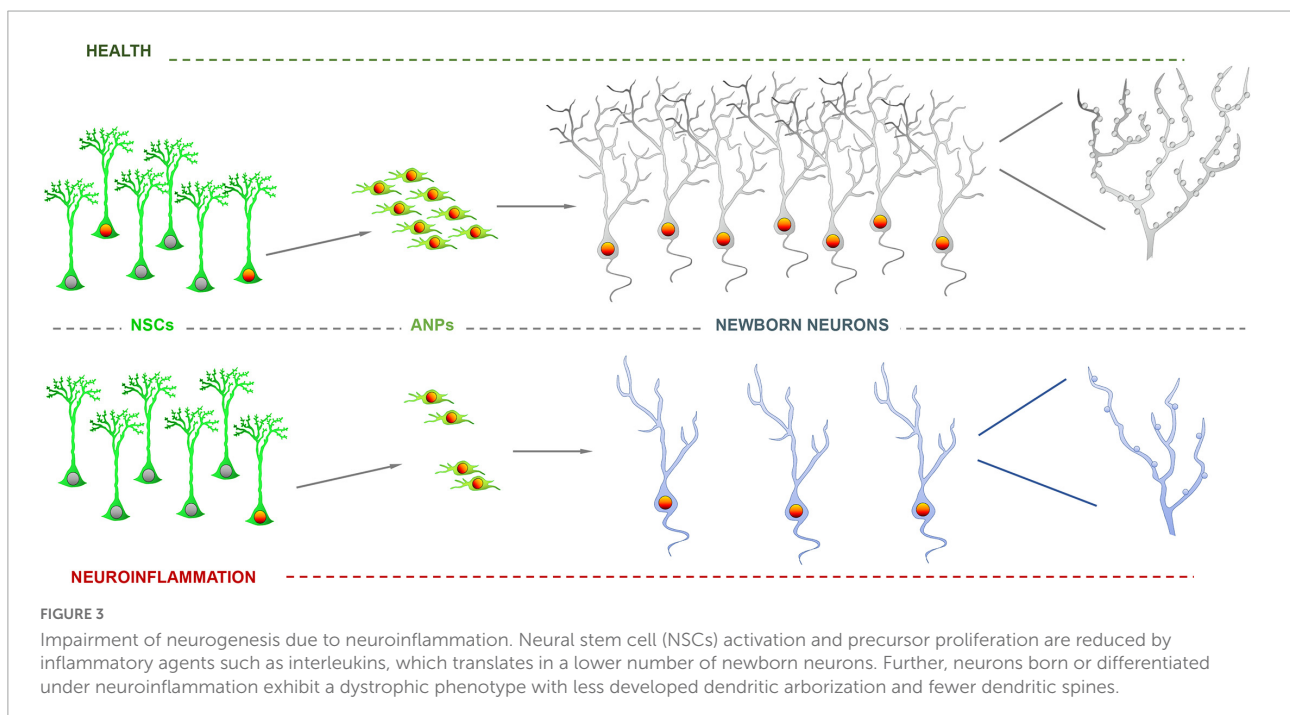 HEALTH
NSCs ANPs NEWBORN NEURONS
NEUROINFLAMMATION
FIGURE 3
Impairment of neurogenesis due to neuroinflammation. Neural stem cell (NSCs) activation and precursor proliferation are reduced by
inflammatory agents such as interleukins, which translates in a lower number of newborn neurons. Further, neurons born or differentiated
under neuroinflammation exhibit a dystrophic phenotype with less developed dendritic arborization and fewer dendritic spines.